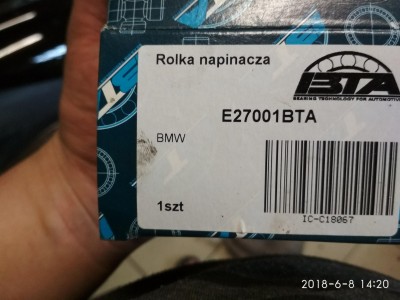 Rolka napinacza
BTA
BEARING TECHNOLOGY FOR AUTOMOTIVE
E27001BTA
BMW
1szt
IC-C18067
2018-6-8 14:20